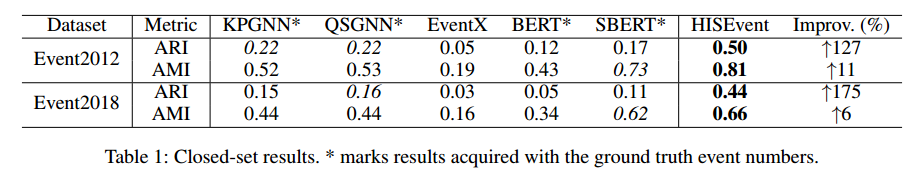 Dataset Metric KPGNN* QSGNN* EventX BERT* SBERT* HISEvent Improv. (%)
Event2012 ARI 0.22 0.22 0.05 0.12 0.17 0.50 ↑127
AMI 0.52 0.53 0.19 0.43 0.73 0.81 ↑11
Event2018 ARI 0.15 0.16 0.03 0.05 0.11 0.44 ↑175
AMI 0.44 0.44 0.16 0.34 0.62 0.66 ↑6
Table 1: Closed-set results. * marks results acquired with the ground truth event numbers.